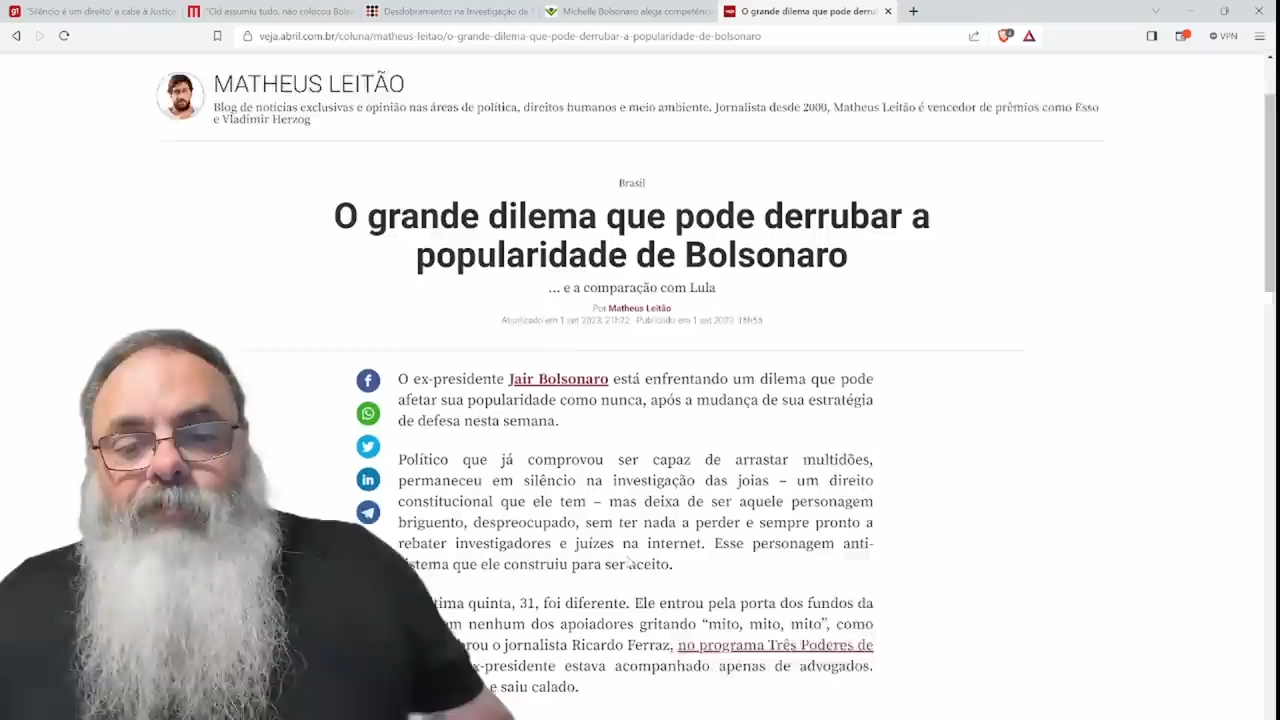 "Silêncio é um direito' e cabe à Justiça
"Cid assumiu tudo, não colocou Bolso
Desdobramentos na Investigação de
Michelle Bolsonaro alega competênci
O grande dilema que pode derrub
veja.abril.com.br/coluna/matheus-leitao/o-grande-dilema-que-pode-derrubar-a-popularidade-de-bolsonaro
VPN
MATHEUS LEITÃO
Blog de notícias exclusivas e opinião nas áreas de política, direitos humanos e meio ambiente. Jornalista desde 2000, Matheus Leitão é vencedor de prêmios como Esso
e Vladimir Herzog
Brasil
O grande dilema que pode derrubar a
popularidade de Bolsonaro
... e a comparação com Lula
Por Matheus Leitão
Atualizado em 1 set 2023, 21h22 - Publicado em 1 set 2023, 18h55
O ex-presidente Jair Bolsonaro está enfrentando um dilema que pode
afetar sua popularidade como nunca, após a mudança de sua estratégia
de defesa nesta semana.
Político que já comprovou ser capaz de arrastar multidões,
permaneceu em silêncio na investigação das joias – um direito
constitucional que ele tem – mas deixa de ser aquele personagem
briguento, despreocupado, sem ter nada a perder e sempre pronto a
rebater investigadores e juízes na internet. Esse personagem anti-
istema que ele construiu para ser aceito.
tima quinta, 31, foi diferente. Ele entrou pela porta dos fundos da
m nenhum dos apoiadores gritando “mito, mito, mito”, como
rou o jornalista Ricardo Ferraz, no programa Três Poderes de
x-presidente estava acompanhado apenas de advogados.
e saiu calado.